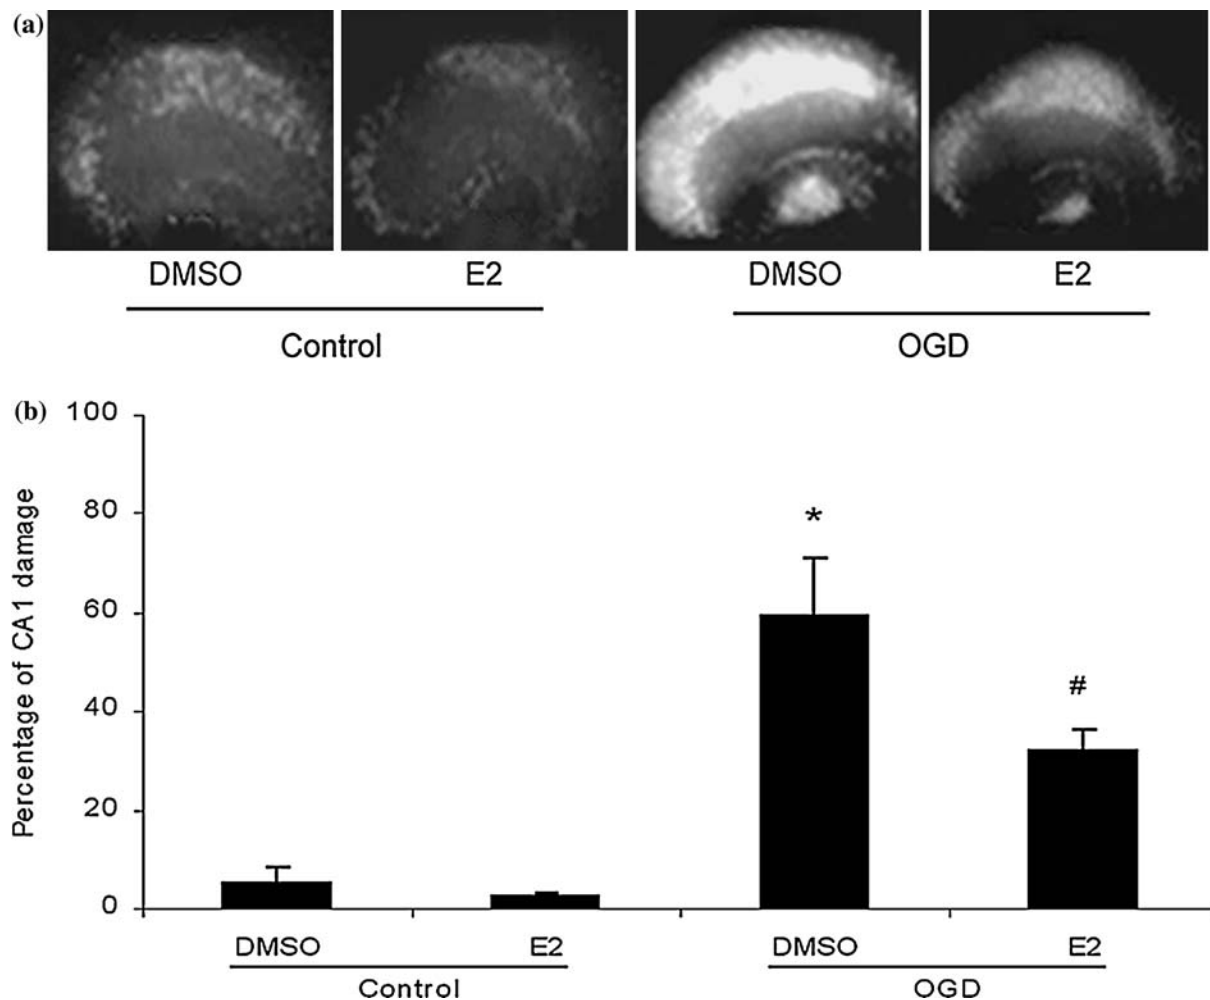 (a)
DMSO E2 DMSO E2
Control OGD
(b)
Percentage of CA1 damage
100
80
60
40
20
0
*
#
DMSO E2 DMSO E2
Control OGD